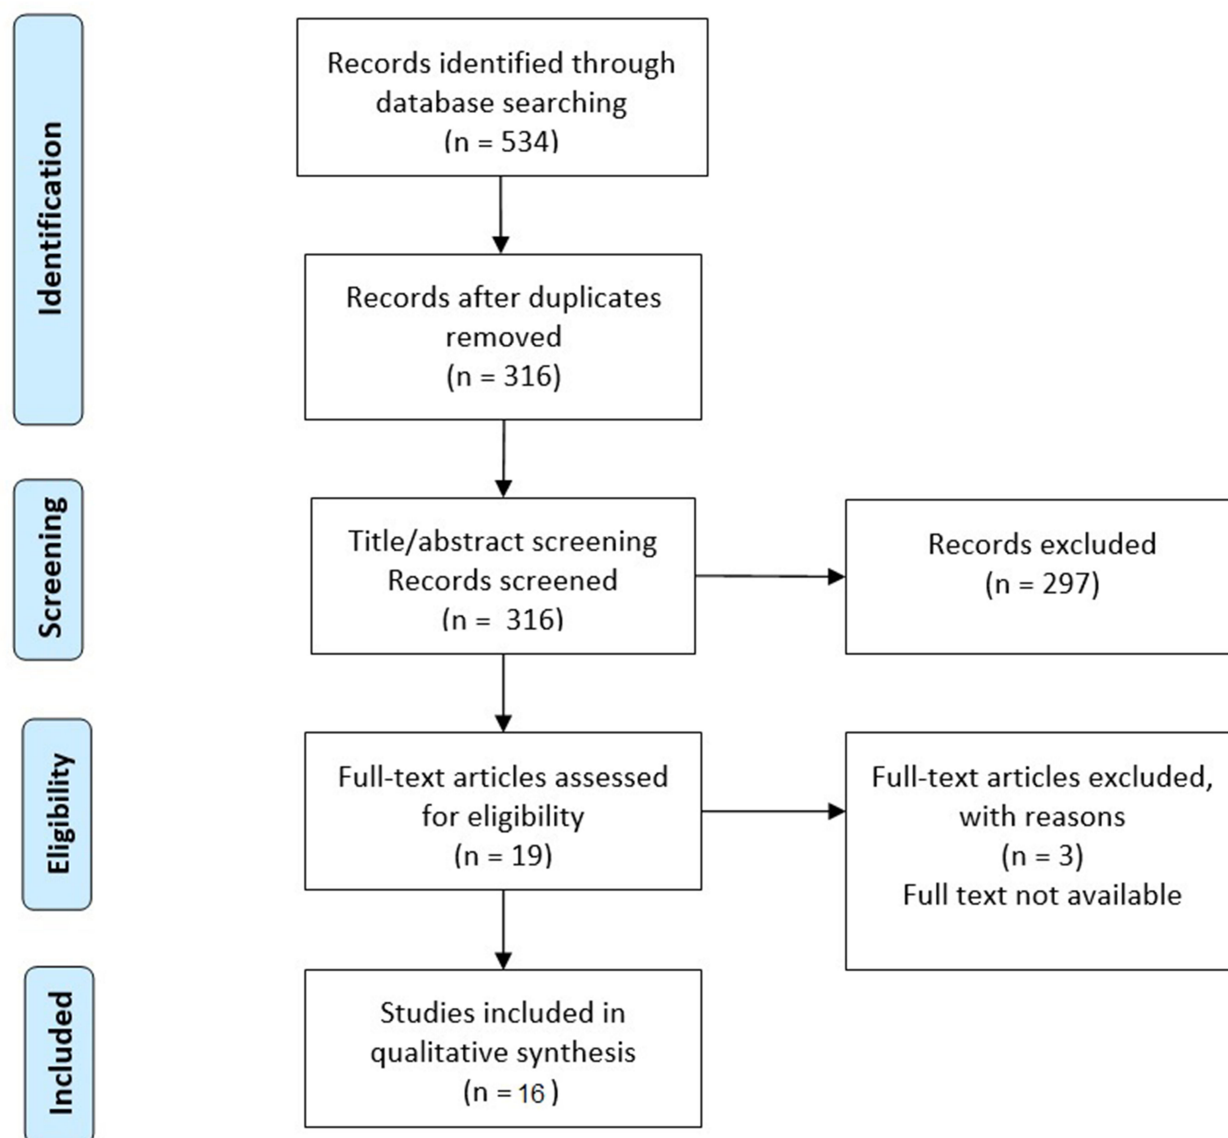 Identification
Records identified through
database searching
(n = 534)
Records after duplicates
removed
(n = 316)
Screening
Title/abstract screening
Records screened
(n =  316)
Records excluded
(n = 297)
Eligibility
Full-text articles assessed
for eligibility
(n = 19)
Full-text articles excluded,
with reasons
(n = 3)
Full text not available
Included
Studies included in
qualitative synthesis
(n = 16 )